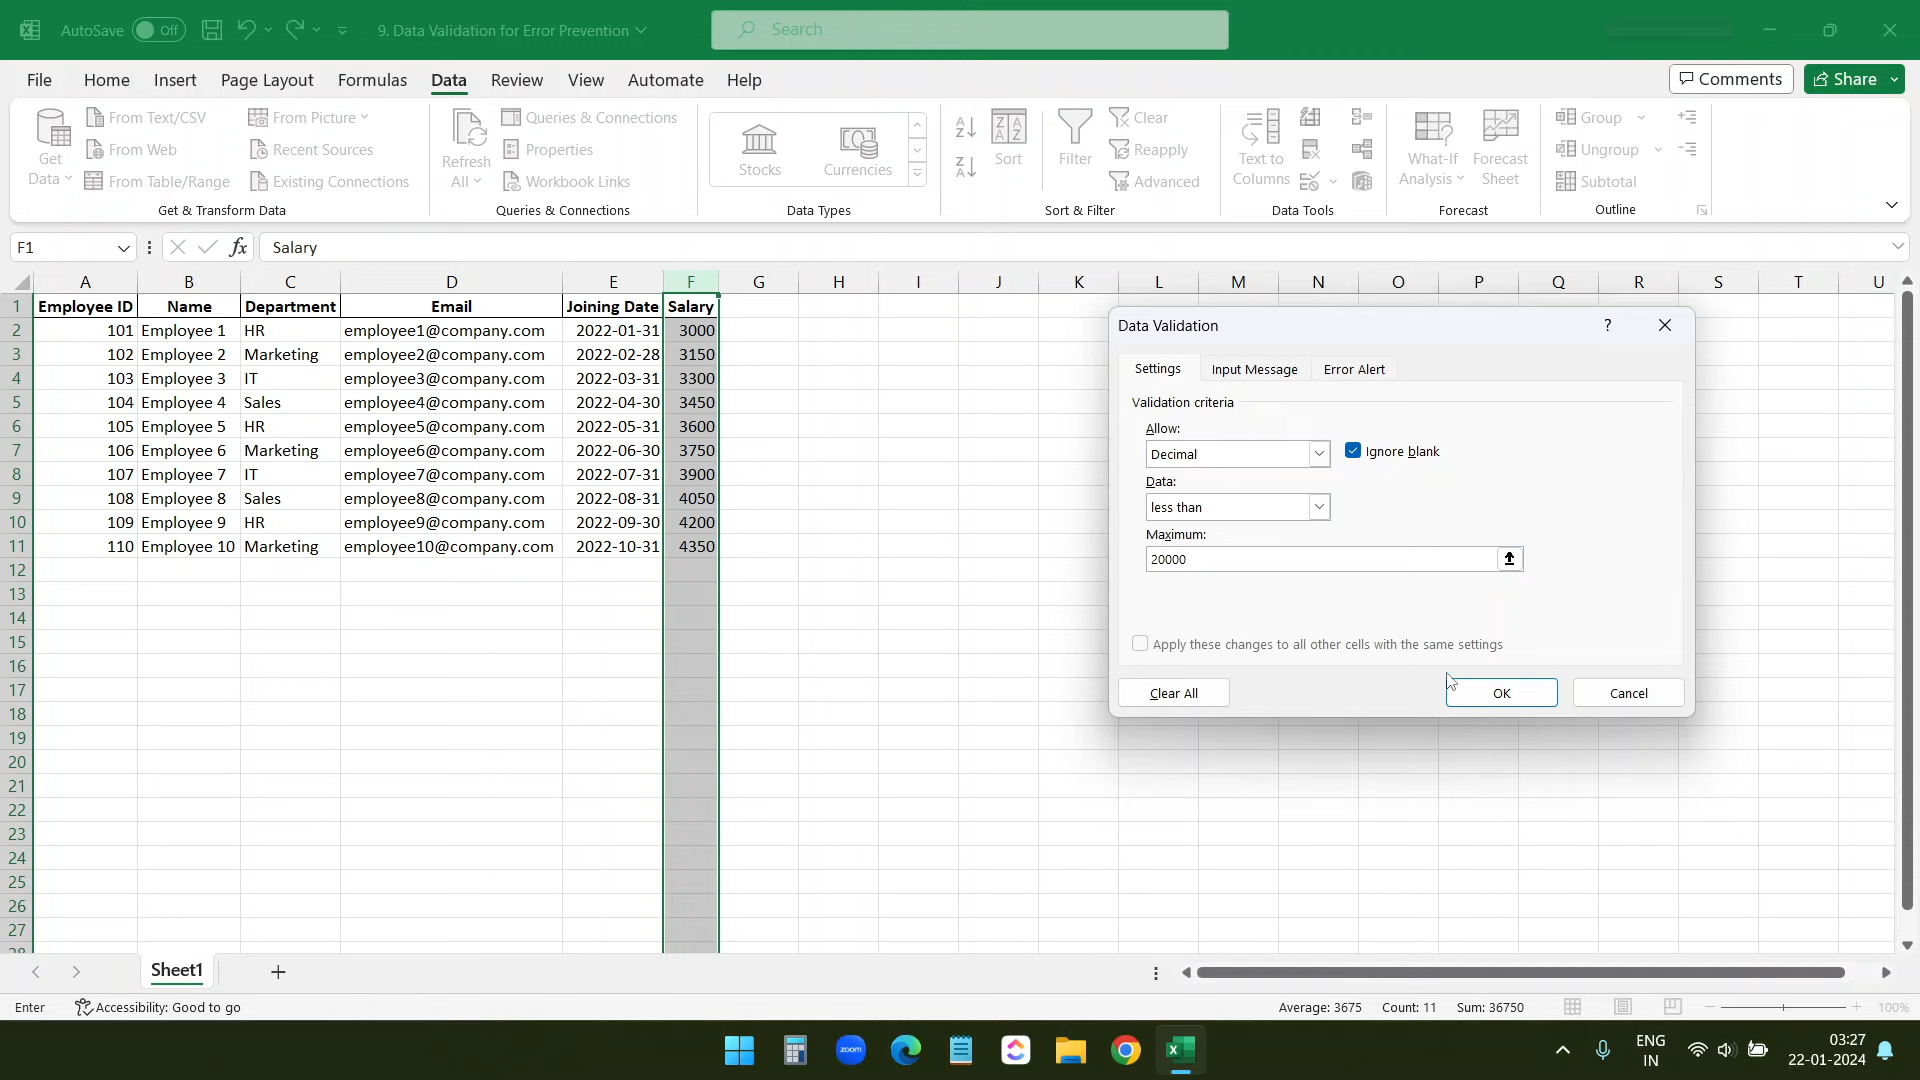 AutoSave Off 9. Data Validation for Error Prevention Search
File Home Insert Page Layout Formulas Data Review View Automate Help Comments Share
Get Data
From Text/CSV
From Web
From Table/Range
From Picture
Recent Sources
Existing Connections
Get & Transform Data
Refresh All
Queries & Connections
Properties
Workbook Links
Queries & Connections
Stocks
Currencies
Data Types
A Z
Z A
Z A A Z
Sort
Filter
Clear
Reapply
Advanced
Sort & Filter
Text to Columns
Data Tools
What-If Analysis
Forecast Sheet
Forecast
Group
Ungroup
Subtotal
Outline
F1 fx Salary
A B C D E F G H I J K L M N O P Q R S T U
1 Employee ID Name Department Email Joining Date Salary
2 101 Employee 1 HR employee1@company.com 2022-01-31 3000
3 102 Employee 2 Marketing employee2@company.com 2022-02-28 3150
4 103 Employee 3 IT employee3@company.com 2022-03-31 3300
5 104 Employee 4 Sales employee4@company.com 2022-04-30 3450
6 105 Employee 5 HR employee5@company.com 2022-05-31 3600
7 106 Employee 6 Marketing employee6@company.com 2022-06-30 3750
8 107 Employee 7 IT employee7@company.com 2022-07-31 3900
9 108 Employee 8 Sales employee8@company.com 2022-08-31 4050
10 109 Employee 9 HR employee9@company.com 2022-09-30 4200
11 110 Employee 10 Marketing employee10@company.com 2022-10-31 4350
12
13
14
15
16
17
18
19
20
21
22
23
24
25
26
27
28
Data Validation ?
Settings Input Message Error Alert
Validation criteria
Allow:
Decimal Ignore blank
Data:
less than
Maximum:
20000
Apply these changes to all other cells with the same settings
Clear All OK Cancel
Sheet1
Enter Accessibility: Good to go Average: 3675 Count: 11 Sum: 36750 100%
zoom
ENG
IN
03:27
22-01-2024